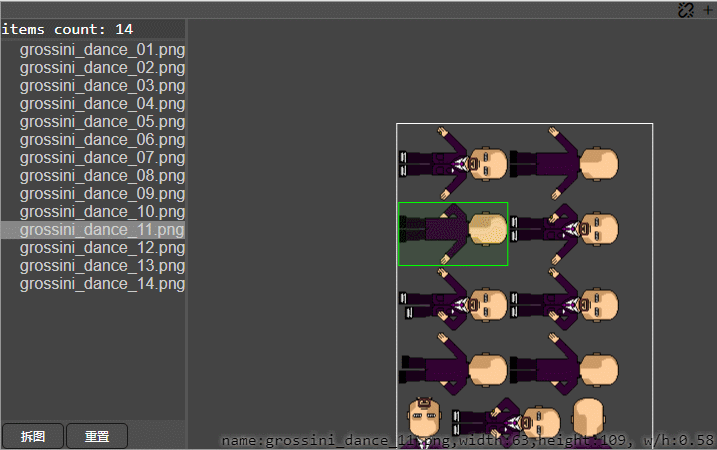 items count: 14
grossini_dance_01.png
grossini_dance_02.png
grossini_dance_03.png
grossini_dance_04.png
grossini_dance_05.png
grossini_dance_06.png
grossini_dance_07.png
grossini_dance_08.png
grossini_dance_09.png
grossini_dance_10.png
grossini_dance_11.png
grossini_dance_12.png
grossini_dance_13.png
grossini_dance_14.png
拆图 重置
name:grossini_dance_11.png,width:63,height:109, w/h:0.58